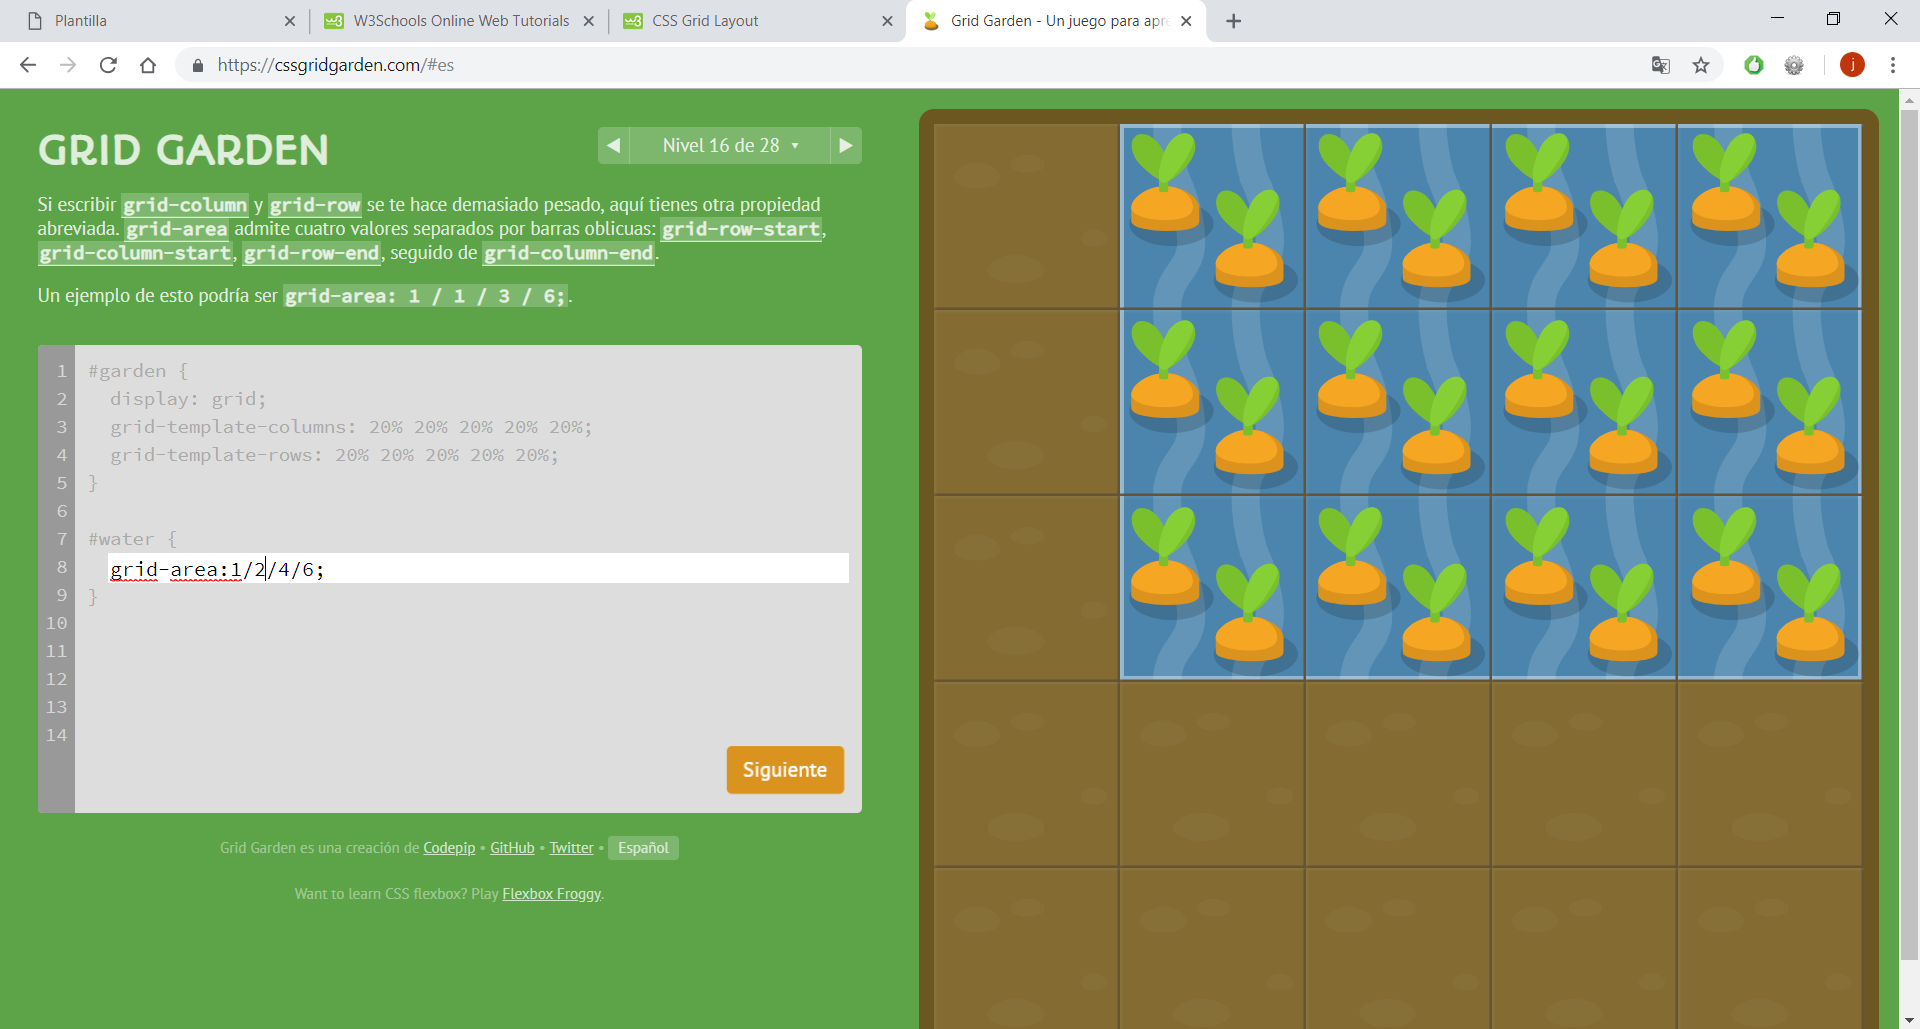 Plantilla
W3Schools Online Web Tutorials
CSS Grid Layout
Grid Garden - Un juego para apre
https://cssgridgarden.com/#es
j
GRID GARDEN
Nivel 16 de 28
Si escribir grid-column y grid-row se te hace demasiado pesado, aquí tienes otra propiedad
abreviada. grid-area admite cuatro valores separados por barras oblicuas: grid-row-start,
grid-column-start, grid-row-end, seguido de grid-column-end.
Un ejemplo de esto podría ser grid-area: 1 / 1 / 3 / 6;.
1 #garden {
2 display: grid;
3 grid-template-columns: 20% 20% 20% 20% 20%;
4 grid-template-rows: 20% 20% 20% 20% 20%;
5 }
6
7 #water {
8 grid-area:1/2/4/6;
9 }
10
11
12
13
14
Siguiente
Grid Garden es una creación de Codepip • GitHub • Twitter • Español
Want to learn CSS flexbox? Play Flexbox Froggy.